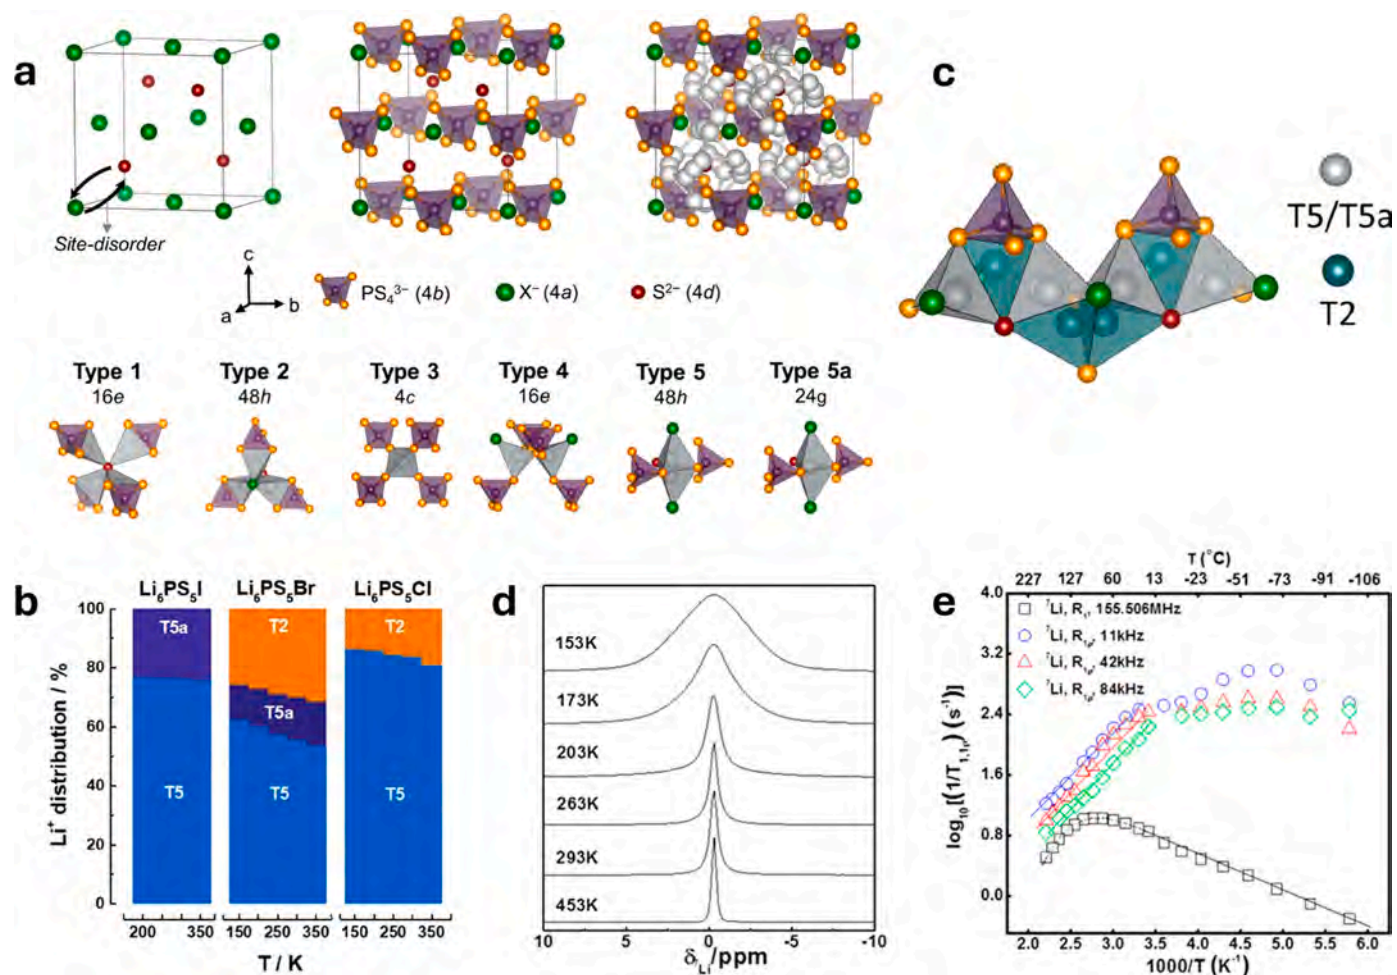 a
Site-disorder
c
a
b
PS₄³⁻ (4b)
X⁻ (4a)
S²⁻ (4d)
c
T5/T5a
T2
Type 1
16e
Type 2
48h
Type 3
4c
Type 4
16e
Type 5
48h
Type 5a
24g
b
Li₆PS₅I
Li₆PS₅Br
Li₆PS₅Cl
Li⁺ distribution / %
100
80
60
40
20
0
T5a
T5
T2
T5a
T5
T2
T5
200
350
150
250
350
150
250
350
T / K
d
153K
173K
203K
263K
293K
453K
10
5
0
-5
-10
δLi/ppm
e
T (°C)
227
127
60
13
-23
-51
-73
-91
-106
⁷Li, R₁, 155.506MHz
⁷Li, R₁ᵨ, 11kHz
⁷Li, R₁ᵨ, 42kHz
⁷Li, R₁ᵨ, 84kHz
4.0
3.2
2.4
1.6
0.8
0.0
2.0
2.5
3.0
3.5
4.0
4.5
5.0
5.5
6.0
1000/T (K⁻¹)